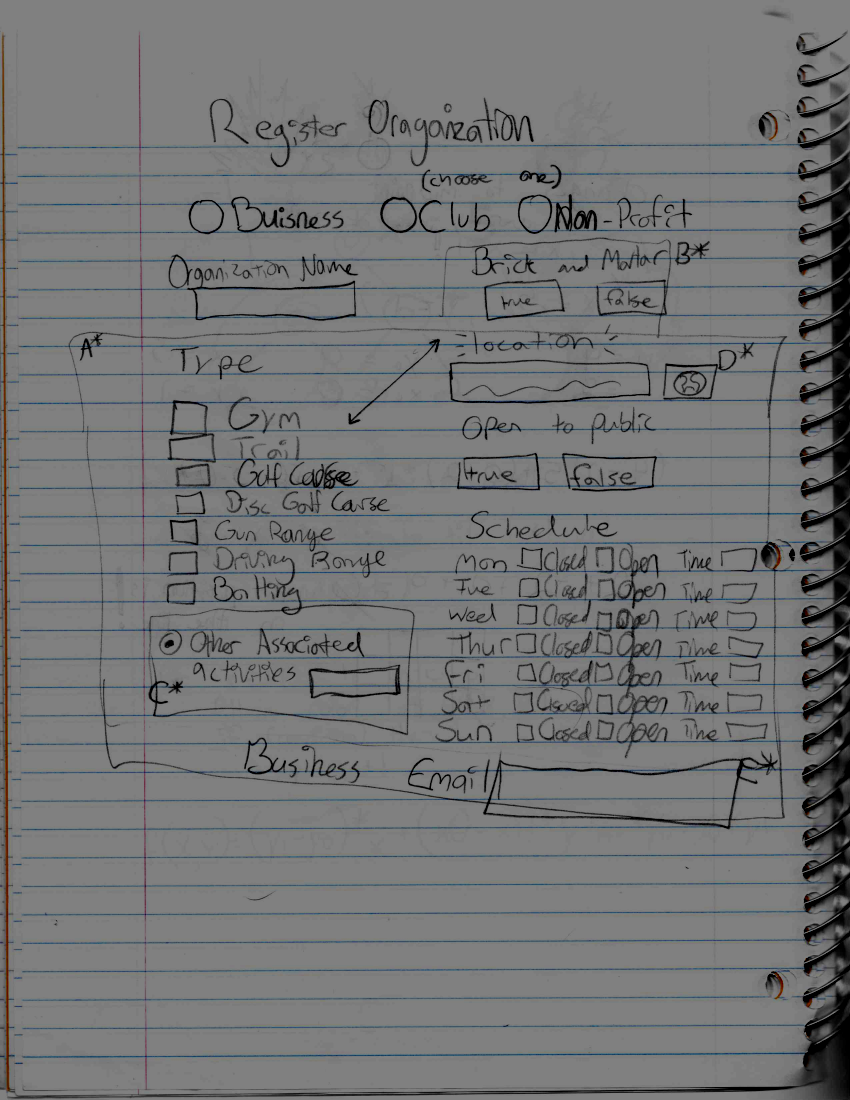 Register Oraganization
(choose one)
Buisness Club Non-Profit
Organization Name
Brick and Mortar B*
true false
A*
Type
location D*
Gym
Trail
Golf Course
Disc Golf Carse
Gun Range
Driving Range
Batting
Open to public
true false
Schedule
Mon Closed Open Time
Tue Closed Open Time
Wed Closed Open Time
Thur Closed Open Time
Fri Closed Open Time
Sat Closed Open Time
Sun Closed Open Time
Other Associated
activities
C*
Business Email E*